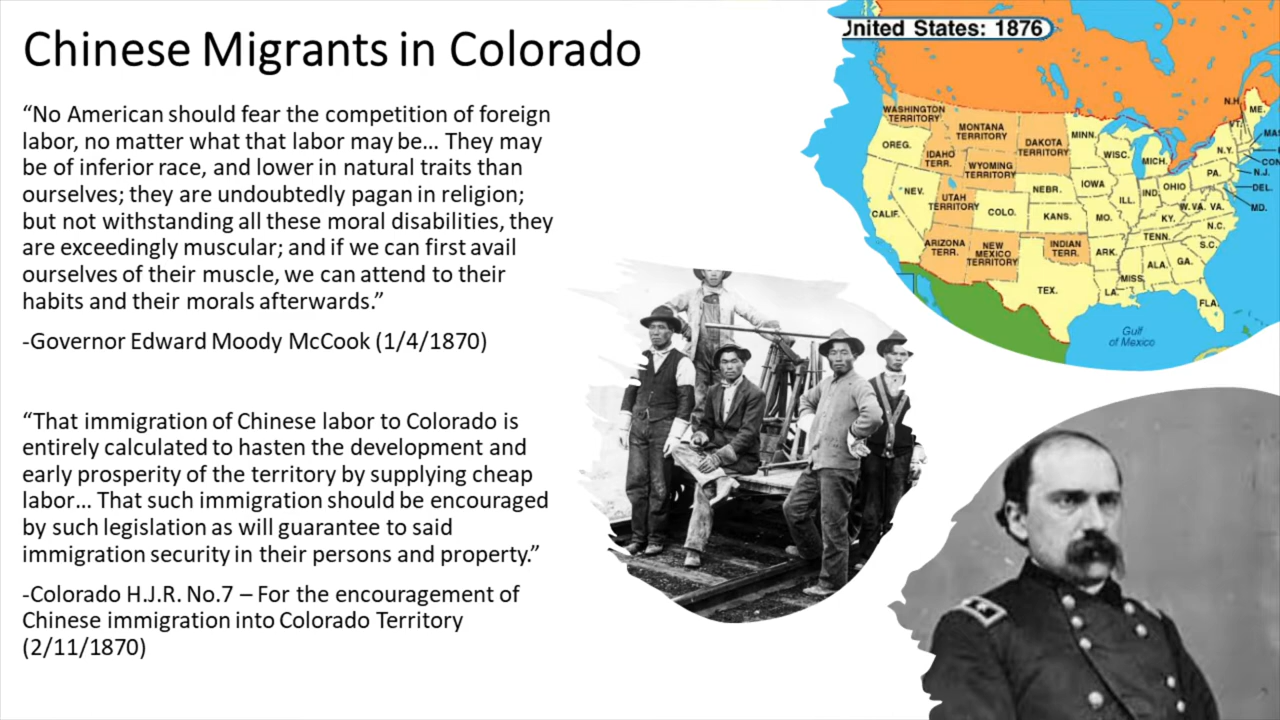 Chinese Migrants in Colorado
“No American should fear the competition of foreign
labor, no matter what that labor may be… They may
be of inferior race, and lower in natural traits than
ourselves; they are undoubtedly pagan in religion;
but not withstanding all these moral disabilities, they
are exceedingly muscular; and if we can first avail
ourselves of their muscle, we can attend to their
habits and their morals afterwards.”
-Governor Edward Moody McCook (1/4/1870)
“That immigration of Chinese labor to Colorado is
entirely calculated to hasten the development and
early prosperity of the territory by supplying cheap
labor… That such immigration should be encouraged
by such legislation as will guarantee to said
immigration security in their persons and property.”
-Colorado H.J.R. No.7 – For the encouragement of
Chinese immigration into Colorado Territory
(2/11/1870)
United States: 1876
WASHINGTON
TERRITORY
MONTANA
TERRITORY
DAKOTA
TERRITORY
MINN.
OREG.
IDAHO
TERR.
WYOMING
TERRITORY
WISC.
MICH.
N.H.
ME.
VT.
N.Y.
PA.
N.J.
DEL.
MD.
NEV.
UTAH
TERRITORY
COLO.
NEBR.
IOWA
ILL.
IND.
OHIO
W.VA.
VA.
CALIF.
KANS.
MO.
KY.
N.C.
TENN.
S.C.
ARIZONA
TERR.
NEW
MEXICO
TERRITORY
INDIAN
TERR.
ARK.
MISS.
ALA.
GA.
TEX.
LA.
FLA.
Gulf
of Mexico